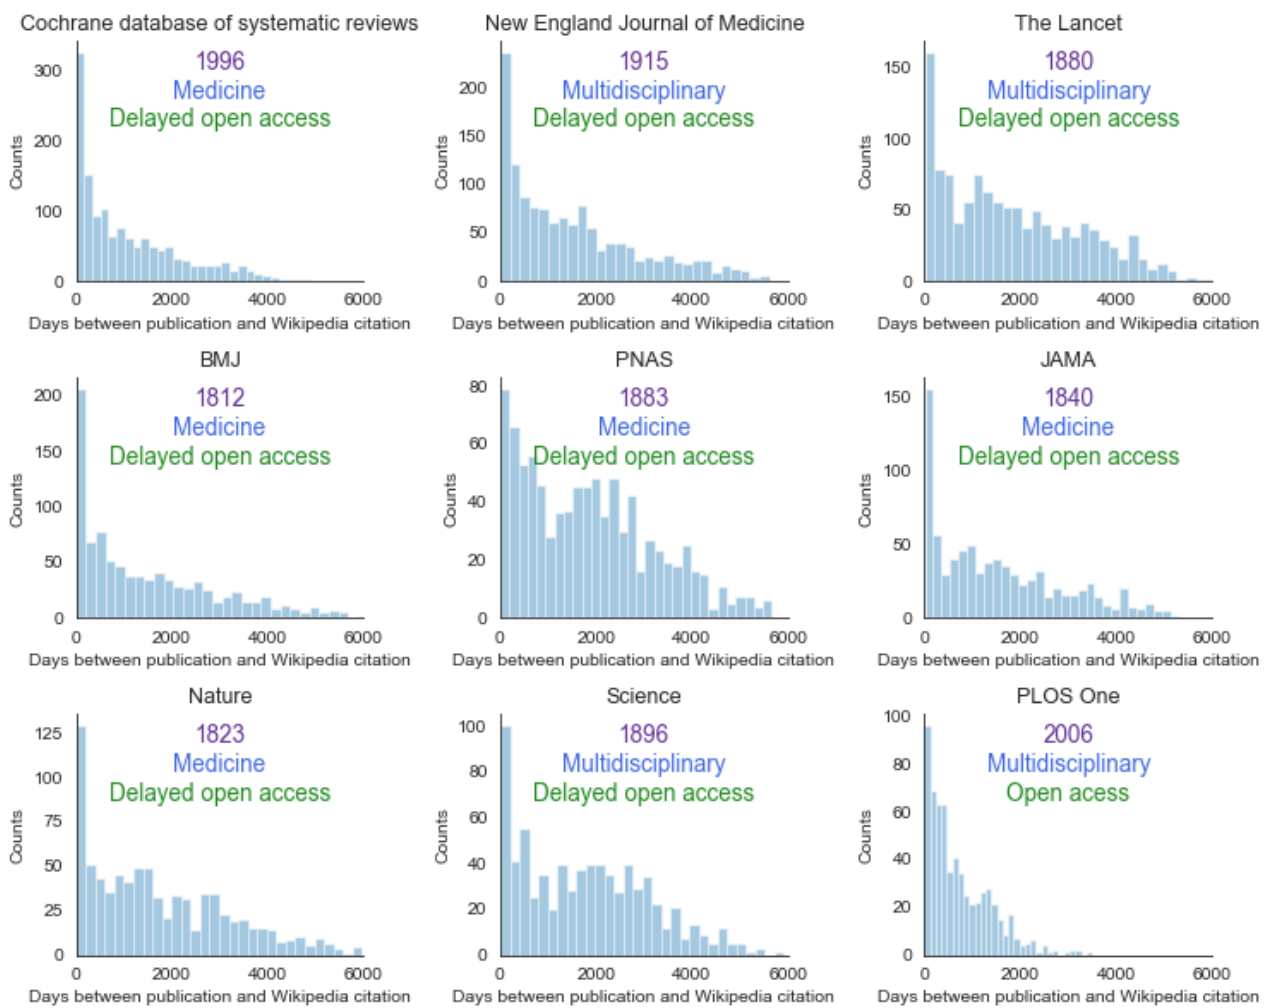 Cochrane database of systematic reviews
1996
Medicine
Delayed open access
Counts
300
200
100
0
0 2000 4000 6000
Days between publication and Wikipedia citation
New England Journal of Medicine
1915
Multidisciplinary
Delayed open access
Counts
200
150
100
50
0
0 2000 4000 6000
Days between publication and Wikipedia citation
The Lancet
1880
Multidisciplinary
Delayed open access
Counts
150
100
50
0
0 2000 4000 6000
Days between publication and Wikipedia citation
BMJ
1812
Medicine
Delayed open access
Counts
200
150
100
50
0
0 2000 4000 6000
Days between publication and Wikipedia citation
PNAS
1883
Medicine
Delayed open access
Counts
80
60
40
20
0
0 2000 4000 6000
Days between publication and Wikipedia citation
JAMA
1840
Medicine
Delayed open access
Counts
150
100
50
0
0 2000 4000 6000
Days between publication and Wikipedia citation
Nature
1823
Medicine
Delayed open access
Counts
125
100
75
50
25
0
0 2000 4000 6000
Days between publication and Wikipedia citation
Science
1896
Multidisciplinary
Delayed open access
Counts
100
80
60
40
20
0
0 2000 4000 6000
Days between publication and Wikipedia citation
PLOS One
2006
Multidisciplinary
Open acess
Counts
100
80
60
40
20
0
0 2000 4000 6000
Days between publication and Wikipedia citation